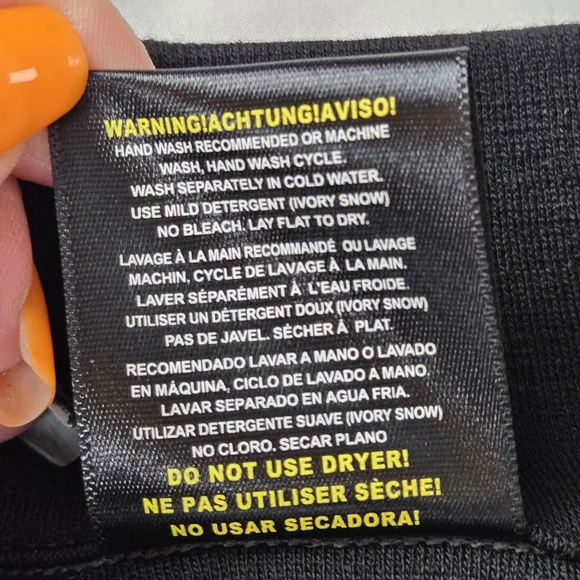 WARNING!ACHTUNG!AVISO!
HAND WASH RECOMMENDED OR MACHINE
WASH, HAND WASH CYCLE.
WASH SEPARATELY IN COLD WATER.
USE MILD DETERGENT (IVORY SNOW)
NO BLEACH. LAY FLAT TO DRY.
LAVAGE À LA MAIN RECOMMANDÉ OU LAVAGE
MACHIN, CYCLE DE LAVAGE À LA MAIN.
LAVER SÉPARÉMENT À L'EAU FROIDE.
UTILISER UN DÉTERGENT DOUX (IVORY SNOW)
PAS DE JAVEL. SÉCHER À PLAT.
RECOMENDADO LAVAR A MANO O LAVADO
EN MÁQUINA, CICLO DE LAVADO A MANO.
LAVAR SEPARADO EN AGUA FRIA.
UTILIZAR DETERGENTE SUAVE (IVORY SNOW)
NO CLORO. SECAR PLANO
DO NOT USE DRYER!
NE PAS UTILISER SÈCHE!
NO USAR SECADORA!